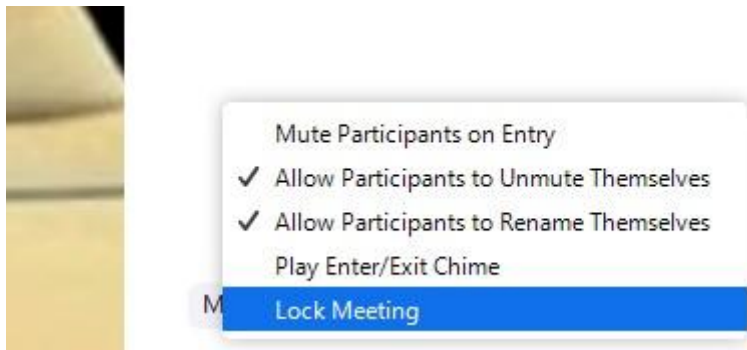 Mute Participants on Entry
✓ Allow Participants to Unmute Themselves
✓ Allow Participants to Rename Themselves
Play Enter/Exit Chime
M
Lock Meeting